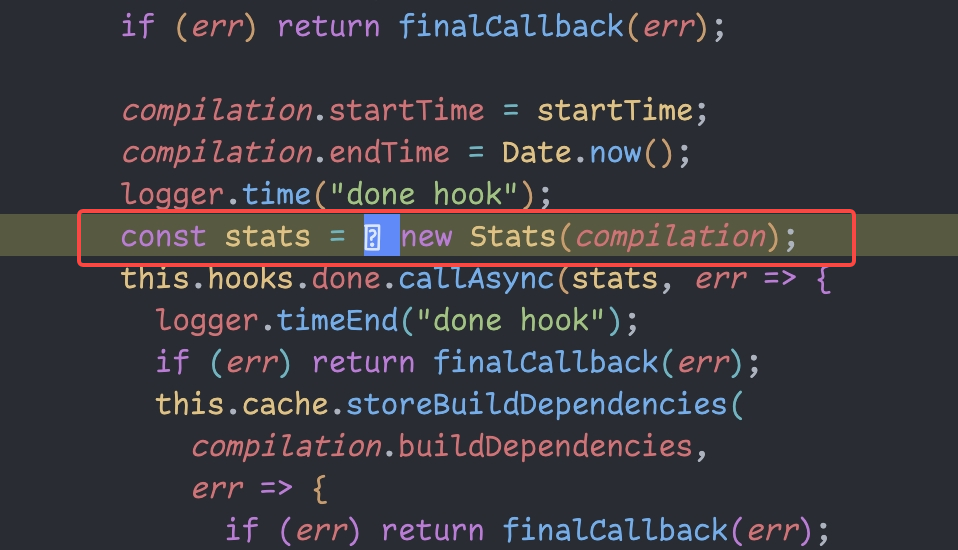 if (err) return finalCallback(err);
compilation.startTime = startTime;
compilation.endTime = Date.now();
logger.time("done hook");
const stats = new Stats(compilation);
this.hooks.done.callAsync(stats, err => {
logger.timeEnd("done hook");
if (err) return finalCallback(err);
this.cache.storeBuildDependencies(
compilation.buildDependencies,
err => {
if (err) return finalCallback(err);